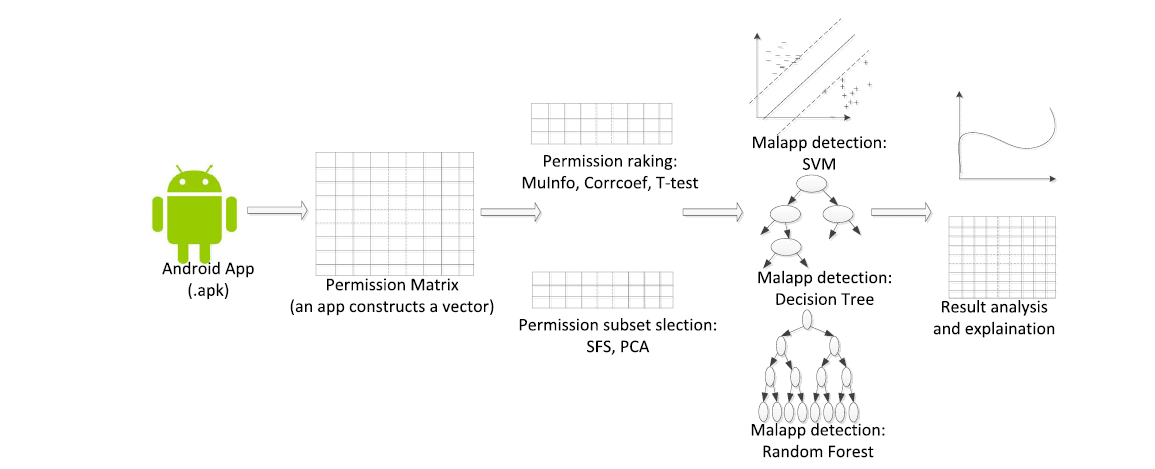 Android App
(.apk)
Permission Matrix
(an app constructs a vector)
Permission raking:
MuInfo, Corrcoef, T-test
Permission subset slection:
SFS, PCA
Malapp detection:
SVM
Malapp detection:
Decision Tree
Malapp detection:
Random Forest
Result analysis
and explaination